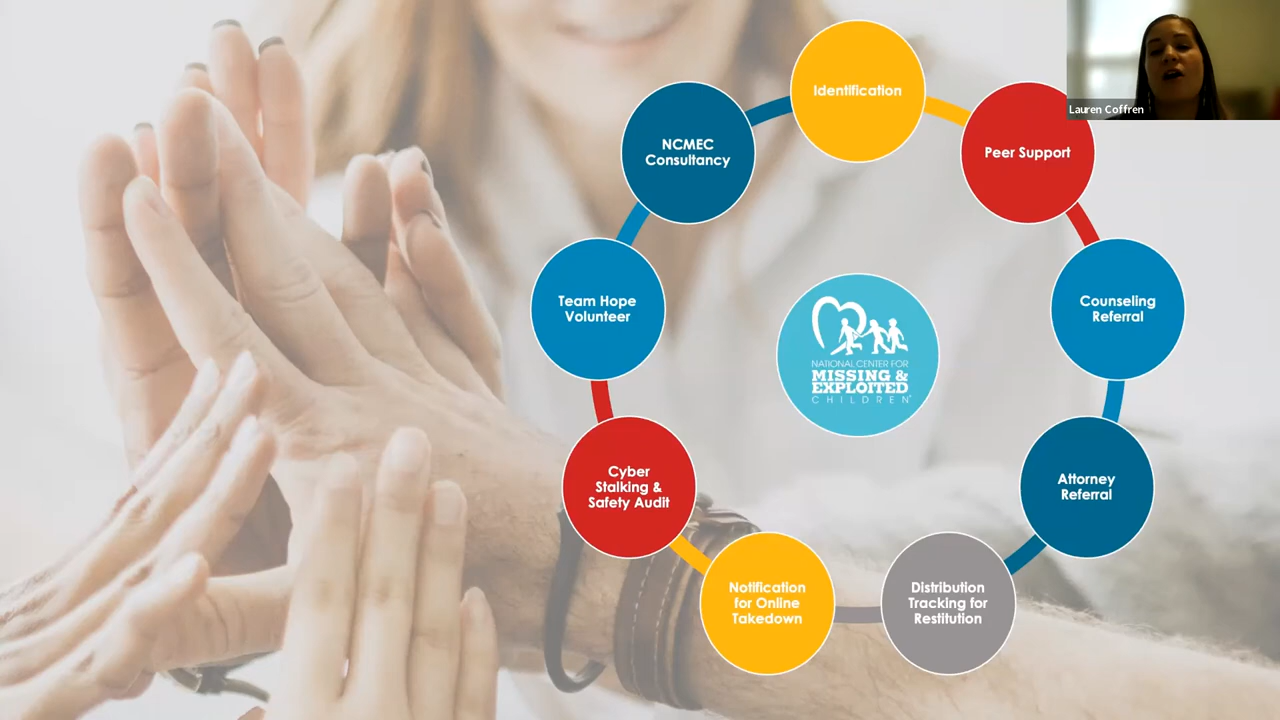 Identification
Lauren Coffren
Peer Support
NCMEC
Consultancy
Team Hope
Volunteer
Counseling
Referral
NATIONAL CENTER FOR
MISSING &
EXPLOITED
CHILDREN®
Cyber
Stalking &
Safety Audit
Attorney
Referral
Notification
for Online
Takedown
Distribution
Tracking for
Restitution